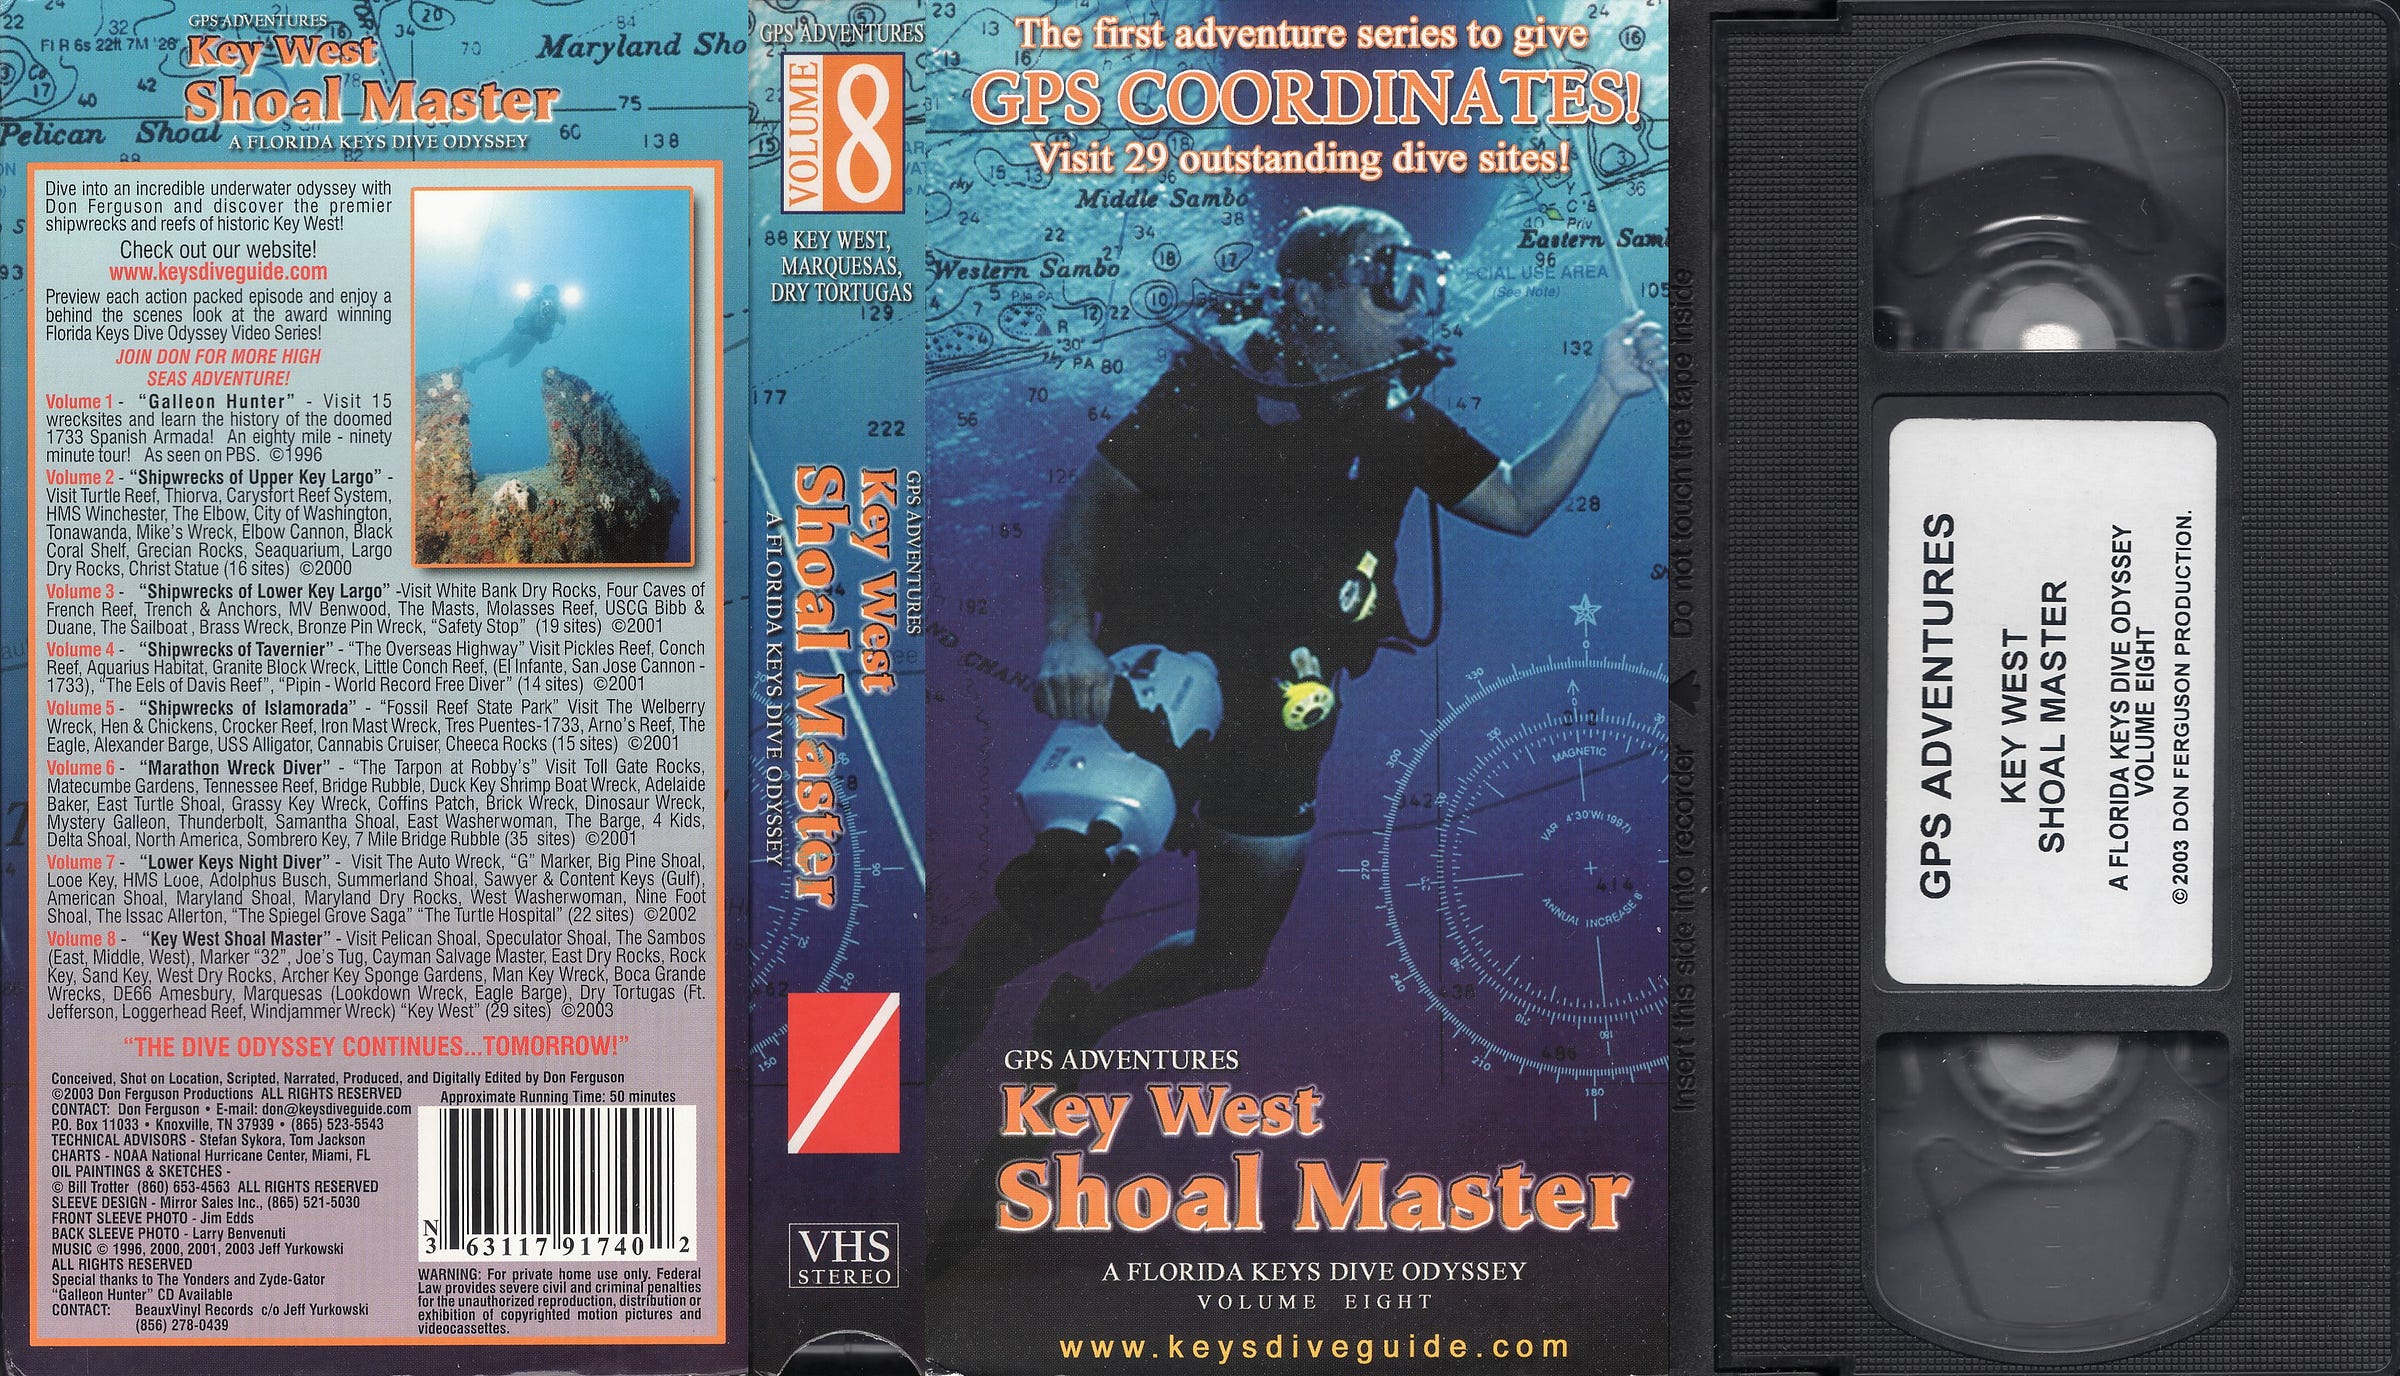 GPS ADVENTURES
Key West
Shoal Master
A FLORIDA KEYS DIVE ODYSSEY
Fl R 6s 22ft 7M "28"
Maryland Sho
Pelican Shoal
Dive into an incredible underwater odyssey with
Don Ferguson and discover the premier
shipwrecks and reefs of historic Key West!
Check out our website!
www.keysdiveguide.com
Preview each action packed episode and enjoy a
behind the scenes look at the award winning
Florida Keys Dive Odyssey Video Series!
JOIN DON FOR MORE HIGH
SEAS ADVENTURE!
Volume 1 - "Galleon Hunter" - Visit 15
wrecksites and learn the history of the doomed
1733 Spanish Armada! An eighty mile - ninety
minute tour! As seen on PBS. ©1996
Volume 2 - "Shipwrecks of Upper Key Largo" -
Visit Turtle Reef, Thiorva, Carysfort Reef System,
HMS Winchester, The Elbow, City of Washington,
Tonawanda, Mike's Wreck, Elbow Cannon, Black
Coral Shelf, Grecian Rocks, Seaquarium, Largo
Dry Rocks, Christ Statue (16 sites) ©2000
Volume 3 - "Shipwrecks of Lower Key Largo" -Visit White Bank Dry Rocks, Four Caves of
French Reef, Trench & Anchors, MV Benwood, The Masts, Molasses Reef, USCG Bibb &
Duane, The Sailboat , Brass Wreck, Bronze Pin Wreck, "Safety Stop" (19 sites) ©2001
Volume 4 - "Shipwrecks of Tavernier" - "The Overseas Highway" Visit Pickles Reef, Conch
Reef, Aquarius Habitat, Granite Block Wreck, Little Conch Reef, (El Infante, San Jose Cannon -
1733), "The Eels of Davis Reef", "Pipin - World Record Free Diver" (14 sites) ©2001
Volume 5 - "Shipwrecks of Islamorada" - "Fossil Reef State Park" Visit The Welberry
Wreck, Hen & Chickens, Crocker Reef, Iron Mast Wreck, Tres Puentes-1733, Arno's Reef, The
Eagle, Alexander Barge, USS Alligator, Cannabis Cruiser, Cheeca Rocks (15 sites) ©2001
Volume 6 - "Marathon Wreck Diver" - "The Tarpon at Robby's" Visit Toll Gate Rocks,
Matecumbe Gardens, Tennessee Reef, Bridge Rubble, Duck Key Shrimp Boat Wreck, Adelaide
Baker, East Turtle Shoal, Grassy Key Wreck, Coffins Patch, Brick Wreck, Dinosaur Wreck,
Mystery Galleon, Thunderbolt, Samantha Shoal, East Washerwoman, The Barge, 4 Kids,
Delta Shoal, North America, Sombrero Key, 7 Mile Bridge Rubble (35 sites) ©2001
Volume 7 - "Lower Keys Night Diver" - Visit The Auto Wreck, "G" Marker, Big Pine Shoal,
Looe Key, HMS Looe, Adolphus Busch, Summerland Shoal, Sawyer & Content Keys (Gulf),
American Shoal, Maryland Shoal, Maryland Dry Rocks, West Washerwoman, Nine Foot
Shoal, The Issac Allerton, "The Spiegel Grove Saga" "The Turtle Hospital" (22 sites) ©2002
Volume 8 - "Key West Shoal Master" - Visit Pelican Shoal, Speculator Shoal, The Sambos
(East, Middle, West), Marker "32", Joe's Tug, Cayman Salvage Master, East Dry Rocks, Rock
Key, Sand Key, West Dry Rocks, Archer Key Sponge Gardens, Man Key Wreck, Boca Grande
Wrecks, DE66 Amesbury, Marquesas (Lookdown Wreck, Eagle Barge), Dry Tortugas (Ft.
Jefferson, Loggerhead Reef, Windjammer Wreck) "Key West" (29 sites) ©2003
"THE DIVE ODYSSEY CONTINUES...TOMORROW!"
Conceived, Shot on Location, Scripted, Narrated, Produced, and Digitally Edited by Don Ferguson
©2003 Don Ferguson Productions ALL RIGHTS RESERVED
Approximate Running Time: 50 minutes
CONTACT: Don Ferguson • E-mail: don@keysdiveguide.com
P.O. Box 11033 • Knoxville, TN 37939 • (865) 523-5543
TECHNICAL ADVISORS - Stefan Sykora, Tom Jackson
CHARTS - NOAA National Hurricane Center, Miami, FL
OIL PAINTINGS & SKETCHES -
© Bill Trotter (860) 653-4563 ALL RIGHTS RESERVED
SLEEVE DESIGN - Mirror Sales Inc., (865) 521-5030
FRONT SLEEVE PHOTO - Jim Edds
BACK SLEEVE PHOTO - Larry Benvenuti
MUSIC © 1996, 2000, 2001, 2003 Jeff Yurkowski
ALL RIGHTS RESERVED
Special thanks to The Yonders and Zyde-Gator
"Galleon Hunter" CD Available
CONTACT: BeauxVinyl Records c/o Jeff Yurkowski
(856) 278-0439
N3 63117 91740 2
WARNING: For private home use only. Federal
Law provides severe civil and criminal penalties
for the unauthorized reproduction, distribution or
exhibition of copyrighted motion pictures and
videocassettes.
GPS ADVENTURES
VOLUME 8
KEY WEST,
MARQUESAS,
DRY TORTUGAS
GPS ADVENTURES
Key West
Shoal Master
A FLORIDA KEYS DIVE ODYSSEY
VHS
STEREO
The first adventure series to give
GPS COORDINATES!
Visit 29 outstanding dive sites!
Middle Sambo
Eastern Sam
Western Sambo
CIAL USE AREA
(See Note)
MAGNETIC
VAR 4°30'W(1997)
ANNUAL INCREASE 8'
GPS ADVENTURES
Key West
Shoal Master
A FLORIDA KEYS DIVE ODYSSEY
VOLUME EIGHT
www.keysdiveguide.com
Insert this side into recorder
Do not touch the tape inside
GPS ADVENTURES
KEY WEST
SHOAL MASTER
A FLORIDA KEYS DIVE ODYSSEY
VOLUME EIGHT
©2003 DON FERGUSON PRODUCTION.